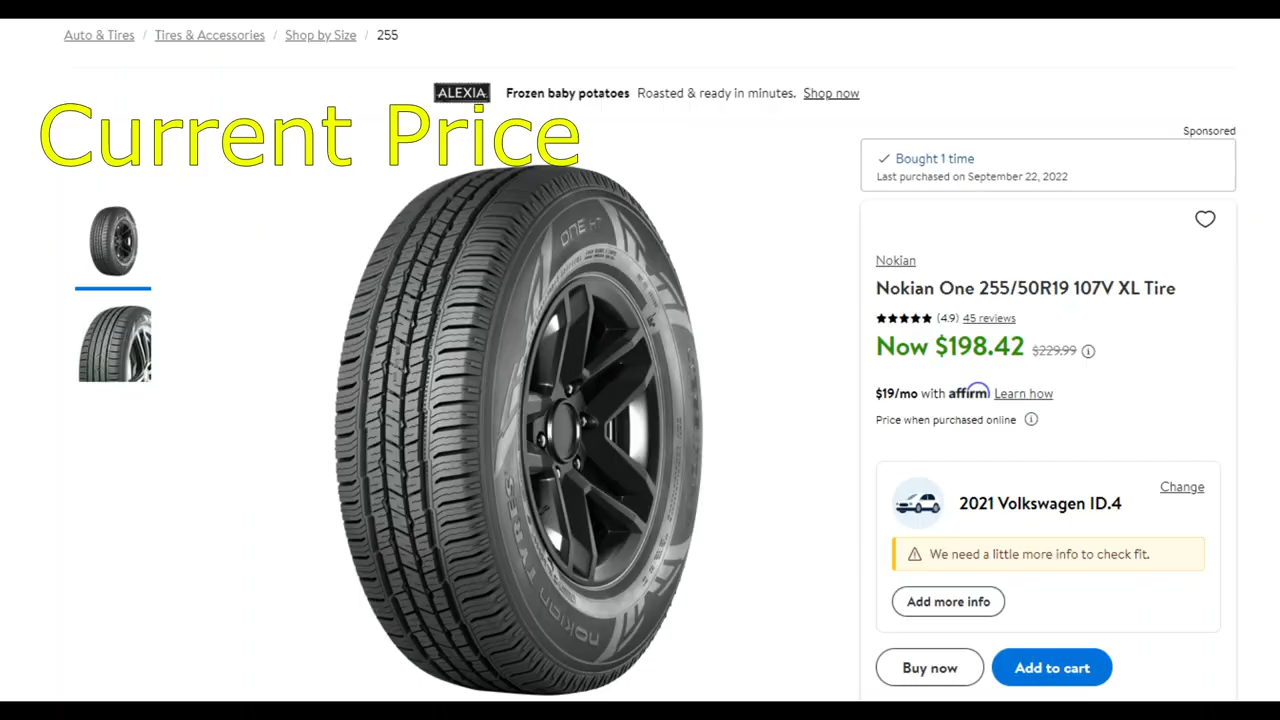 Auto & Tires / Tires & Accessories / Shop by Size / 255
ALEXIA. Frozen baby potatoes Roasted & ready in minutes. Shop now
Current Price
Sponsored
Bought 1 time
Last purchased on September 22, 2022
Nokian
Nokian One 255/50R19 107V XL Tire
(4.9) 45 reviews
Now $198.42 $229.99
$19/mo with affirm Learn how
Price when purchased online
Change
2021 Volkswagen ID.4
We need a little more info to check fit.
Add more info
Buy now Add to cart
ONE HT
nokian TYRES